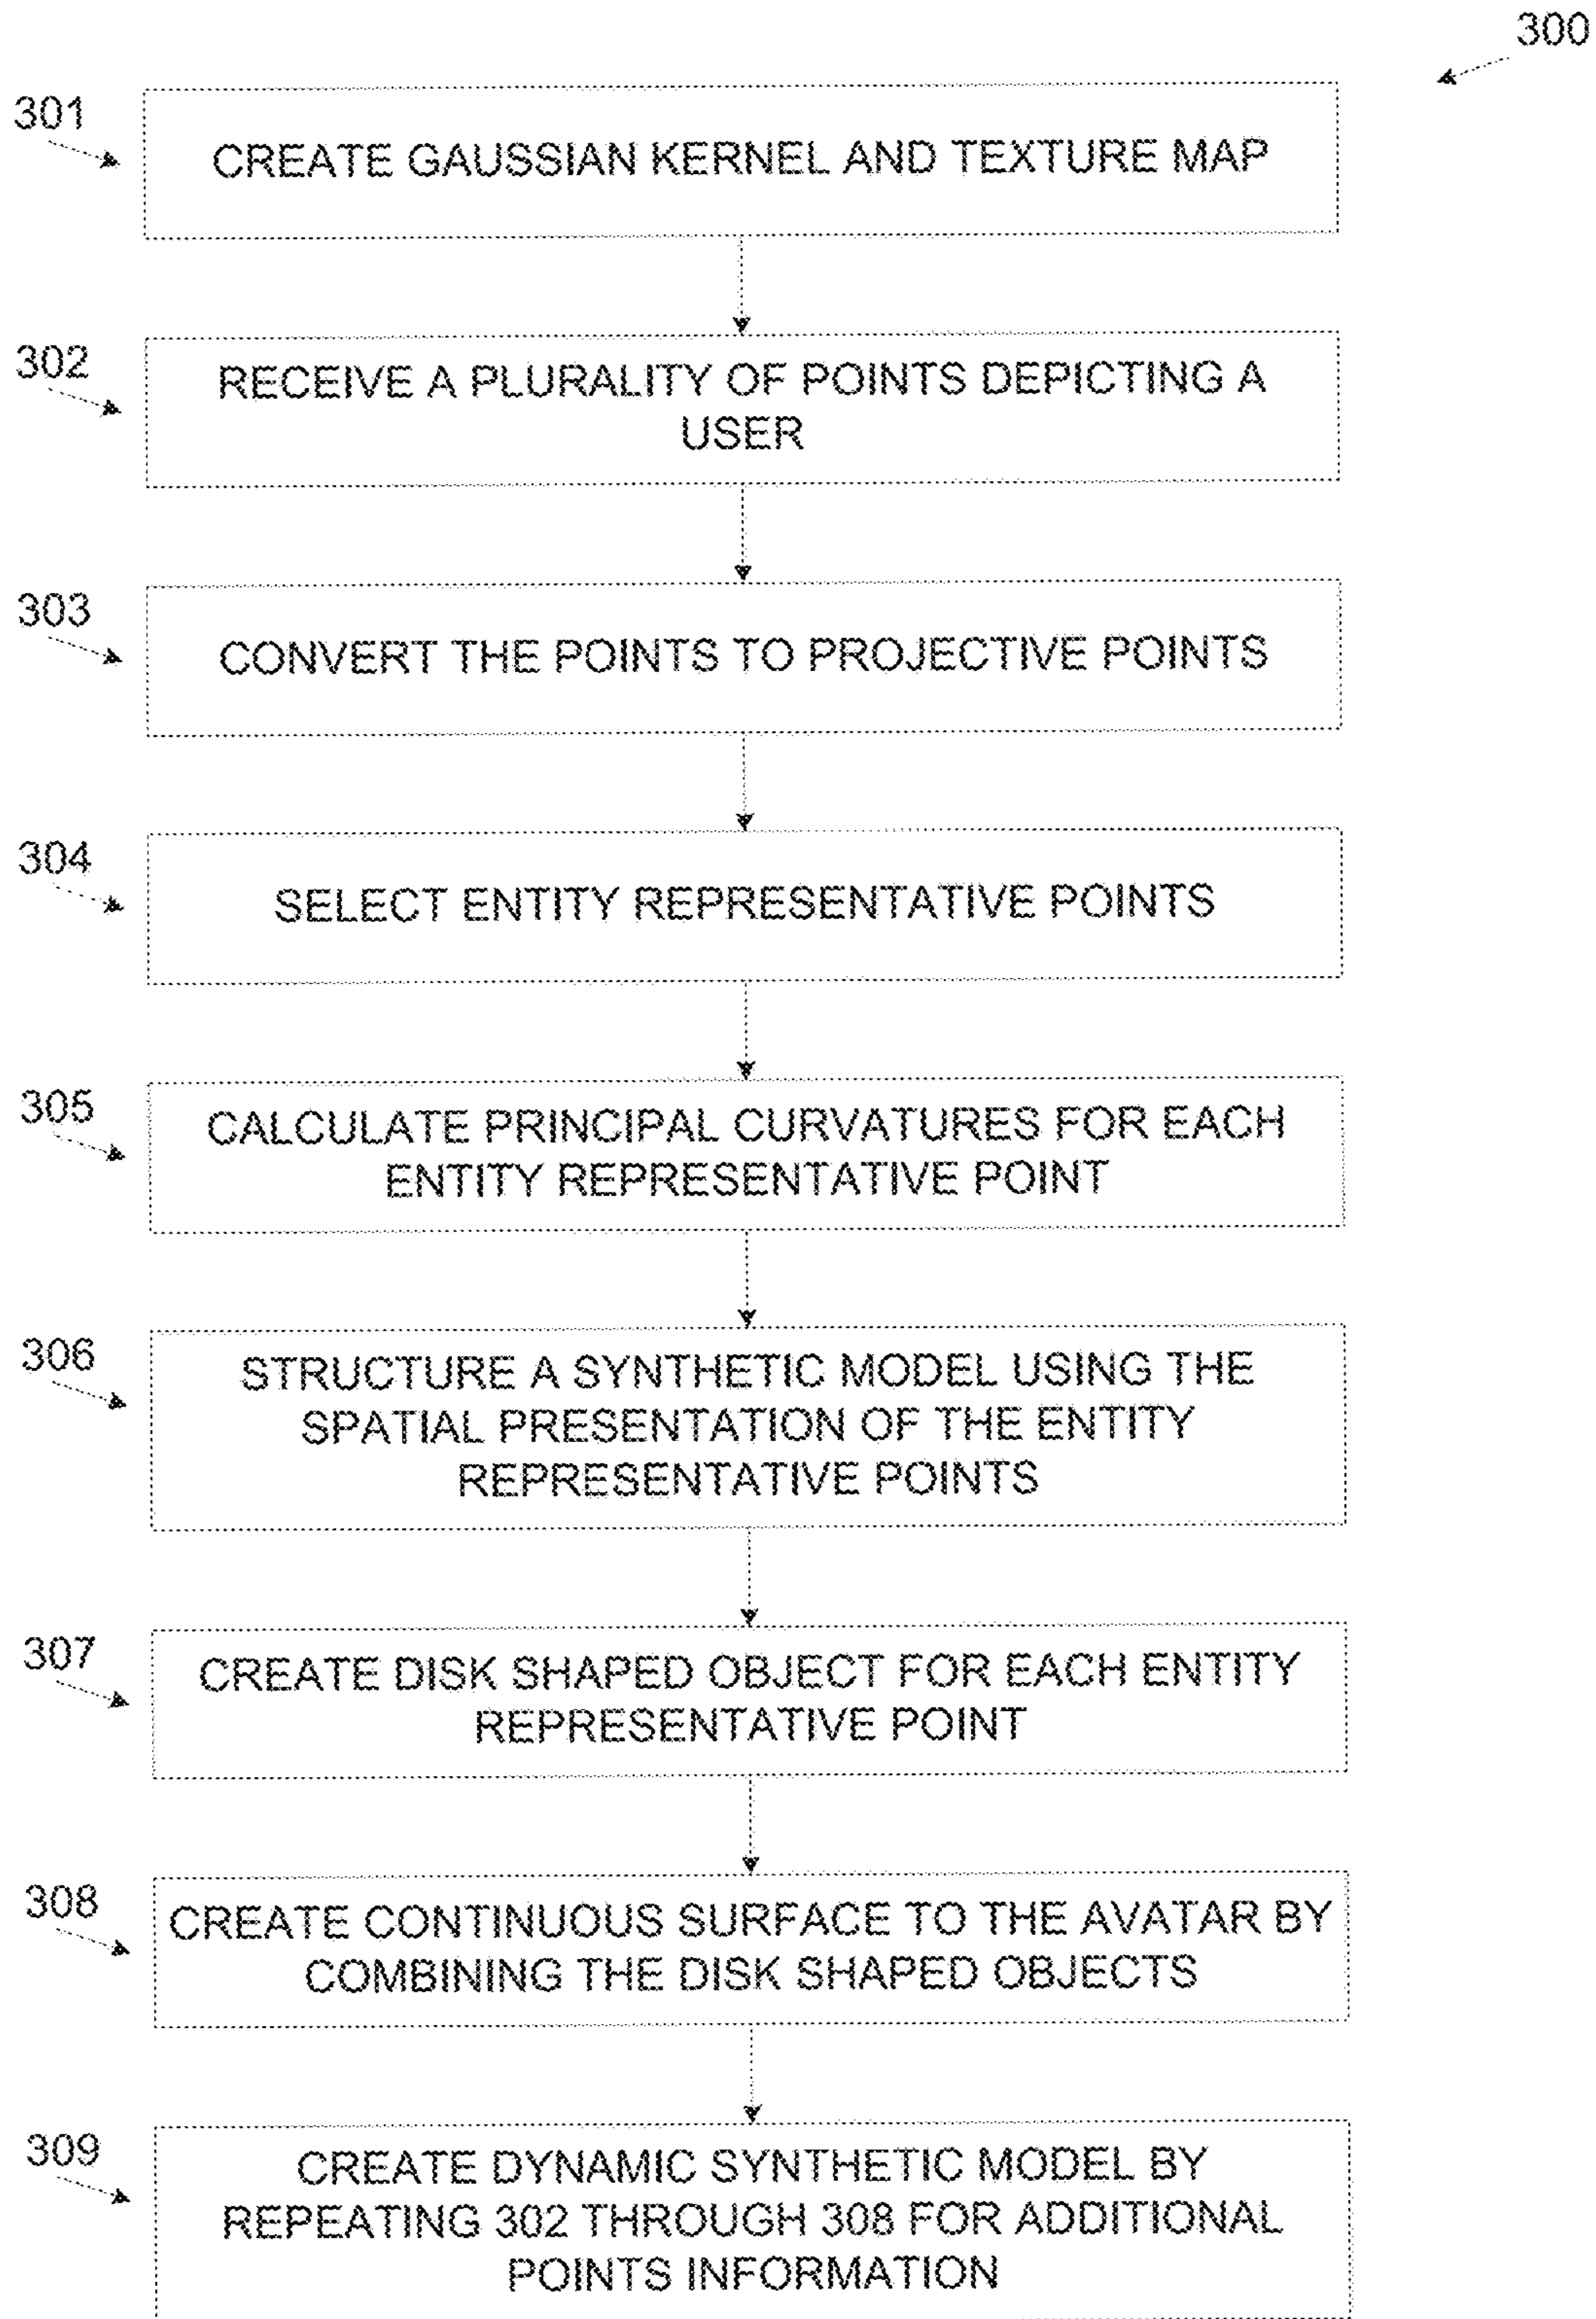 300
301
CREATE GAUSSIAN KERNEL AND TEXTURE MAP
302
RECEIVE A PLURALITY OF POINTS DEPICTING A
USER
303
CONVERT THE POINTS TO PROJECTIVE POINTS
304
SELECT ENTITY REPRESENTATIVE POINTS
305
CALCULATE PRINCIPAL CURVATURES FOR EACH
ENTITY REPRESENTATIVE POINT
306
STRUCTURE A SYNTHETIC MODEL USING THE
SPATIAL PRESENTATION OF THE ENTITY
REPRESENTATIVE POINTS
307
CREATE DISK SHAPED OBJECT FOR EACH ENTITY
REPRESENTATIVE POINT
308
CREATE CONTINUOUS SURFACE TO THE AVATAR BY
COMBINING THE DISK SHAPED OBJECTS
309
CREATE DYNAMIC SYNTHETIC MODEL BY
REPEATING 302 THROUGH 308 FOR ADDITIONAL
POINTS INFORMATION